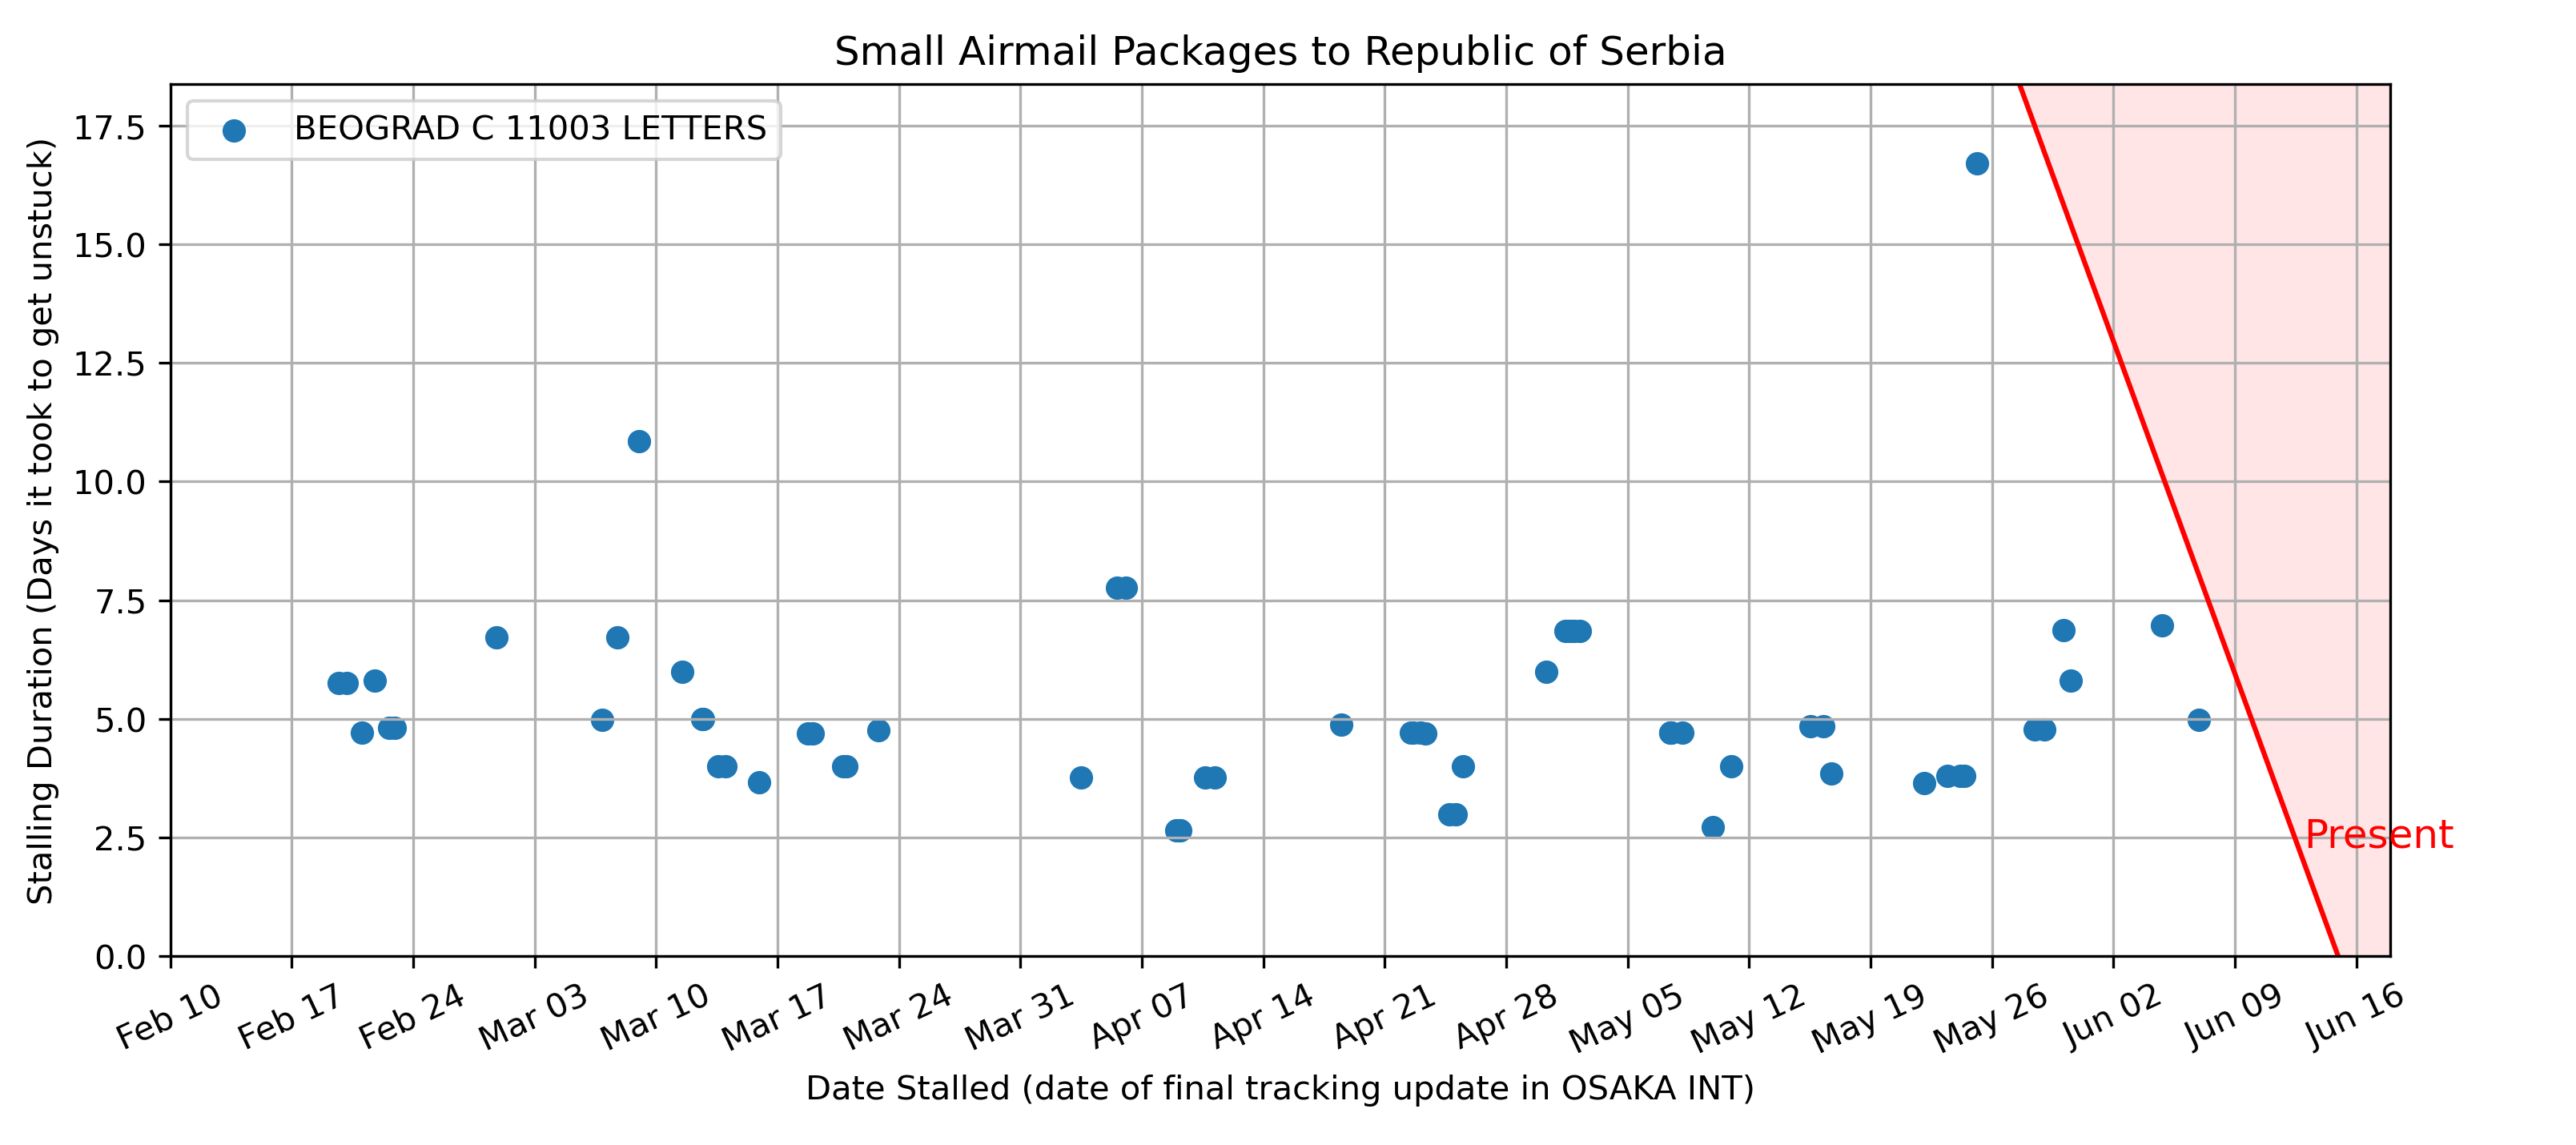 Small Airmail Packages to Republic of Serbia
BEOGRAD C 11003 LETTERS
Stalling Duration (Days it took to get unstuck)
17.5
15.0
12.5
10.0
7.5
5.0
2.5
0.0
Present
Feb 10 Feb 17 Feb 24 Mar 03 Mar 10 Mar 17 Mar 24 Mar 31 Apr 07 Apr 14 Apr 21 Apr 28 May 05 May 12 May 19 May 26 Jun 02 Jun 09 Jun 16
Date Stalled (date of final tracking update in OSAKA INT)